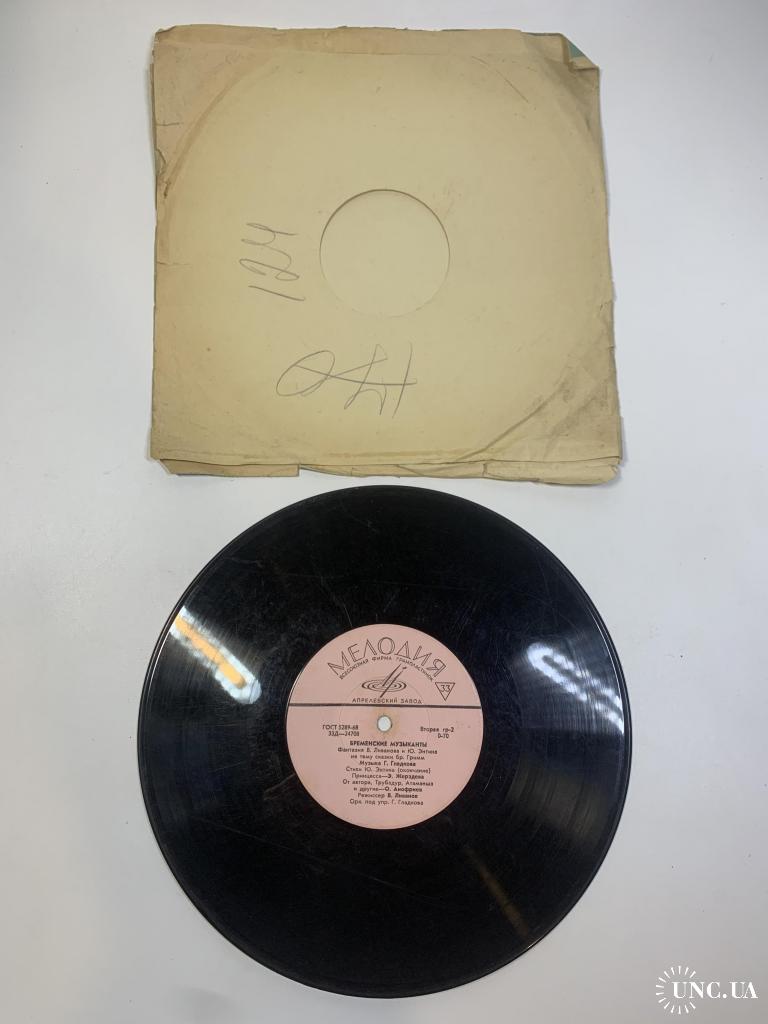 124
МЕЛОДИЯ
ВСЕСОЮЗНАЯ ФИРМА ГРАМПЛАСТИНОК
33
АПРЕЛЕВСКИЙ ЗАВОД
ГОСТ 5289-68 Вторая гр-2
33Д—24708 0-70
БРЕМЕНСКИЕ МУЗЫКАНТЫ
Фантазия В. Ливанова и Ю. Энтина
на тему сказки бр. Гримм
Музыка Г. Гладкова
Стихи Ю. Энтина (окончание)
Принцесса—Э. Жерздева
От автора, Трубадур, Атаманша
и другие—О. Анофриев
Режиссер В. Ливанов
Орк. под упр. Г. Гладкова
UNC.UA